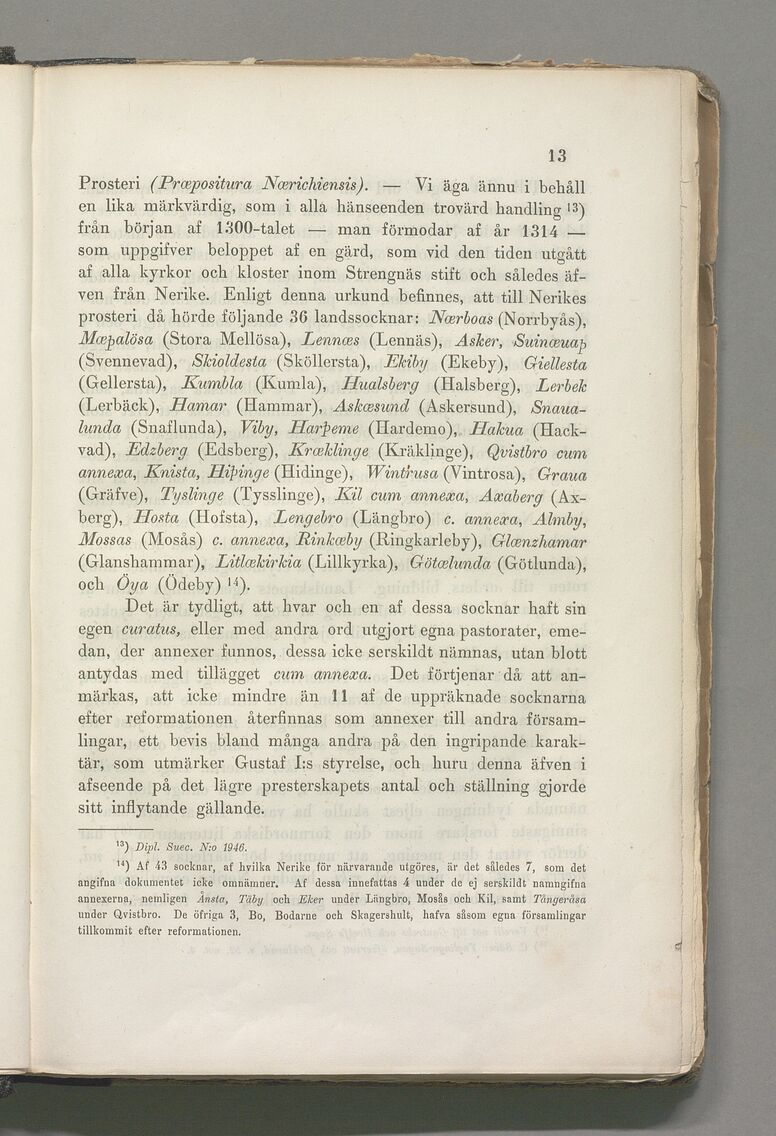 13
Prosteri (Præpositura Nærichiensis). — Vi äga ännu i behåll
en lika märkvärdig, som i alla hänseenden trovärd handling 13)
från början af 1300-talet — man förmodar af år 1314 —
som uppgifver beloppet af en gärd, som vid den tiden utgått
af alla kyrkor och kloster inom Strengnäs stift och således äf-
ven från Nerike. Enligt denna urkund befinnes, att till Nerikes
prosteri då hörde följande 36 landssocknar: Nærboas (Norrbyås),
Mæþalösa (Stora Mellösa), Lennæs (Lennäs), Asker, Suinæuaþ
(Svennevad), Skioldesta (Sköllersta), Ekiby (Ekeby), Giellesta
(Gellersta), Kumbla (Kumla), Hualsberg (Halsberg), Lerbek
(Lerbäck), Hamar (Hammar), Askæsund (Askersund), Snaua-
lunda (Snaflunda), Viby, Harþeme (Hardemo), Hakua (Hack-
vad), Edzberg (Edsberg), Kræklinge (Kräklinge), Qvistbro cum
annexa, Knista, Hiþinge (Hidinge), Wintrusa (Vintrosa), Graua
(Gräfve), Tyslinge (Tysslinge), Kil cum annexa, Axaberg (Ax-
berg), Hosta (Hofsta), Lengebro (Längbro) c. annexa, Almby,
Mossas (Mosås) c. annexa, Rinkæby (Ringkarleby), Glænzhamar
(Glanshammar), Litlækirkia (Lillkyrka), Götælunda (Götlunda),
och Öya (Ödeby) 14).
Det är tydligt, att hvar och en af dessa socknar haft sin
egen curatus, eller med andra ord utgjort egna pastorater, eme-
dan, der annexer funnos, dessa icke serskildt nämnas, utan blott
antydas med tillägget cum annexa. Det förtjenar då att an-
märkas, att icke mindre än 11 af de uppräknade socknarna
efter reformationen återfinnas som annexer till andra försam-
lingar, ett bevis bland många andra på den ingripande karak-
tär, som utmärker Gustaf I:s styrelse, och huru denna äfven i
afseende på det lägre presterskapets antal och ställning gjorde
sitt inflytande gällande.
13) Dipl. Suec. N:o 1946.
14) Af 43 socknar, af hvilka Nerike för närvarande utgöres, är det således 7, som det
angifna dokumentet icke omnämner. Af dessa innefattas 4 under de ej serskildt namngifna
annexerna, nemligen Ånsta, Täby och Eker under Längbro, Mosås och Kil, samt Tångeråsa
under Qvistbro. De öfriga 3, Bo, Bodarne och Skagershult, hafva såsom egna församlingar
tillkommit efter reformationen.